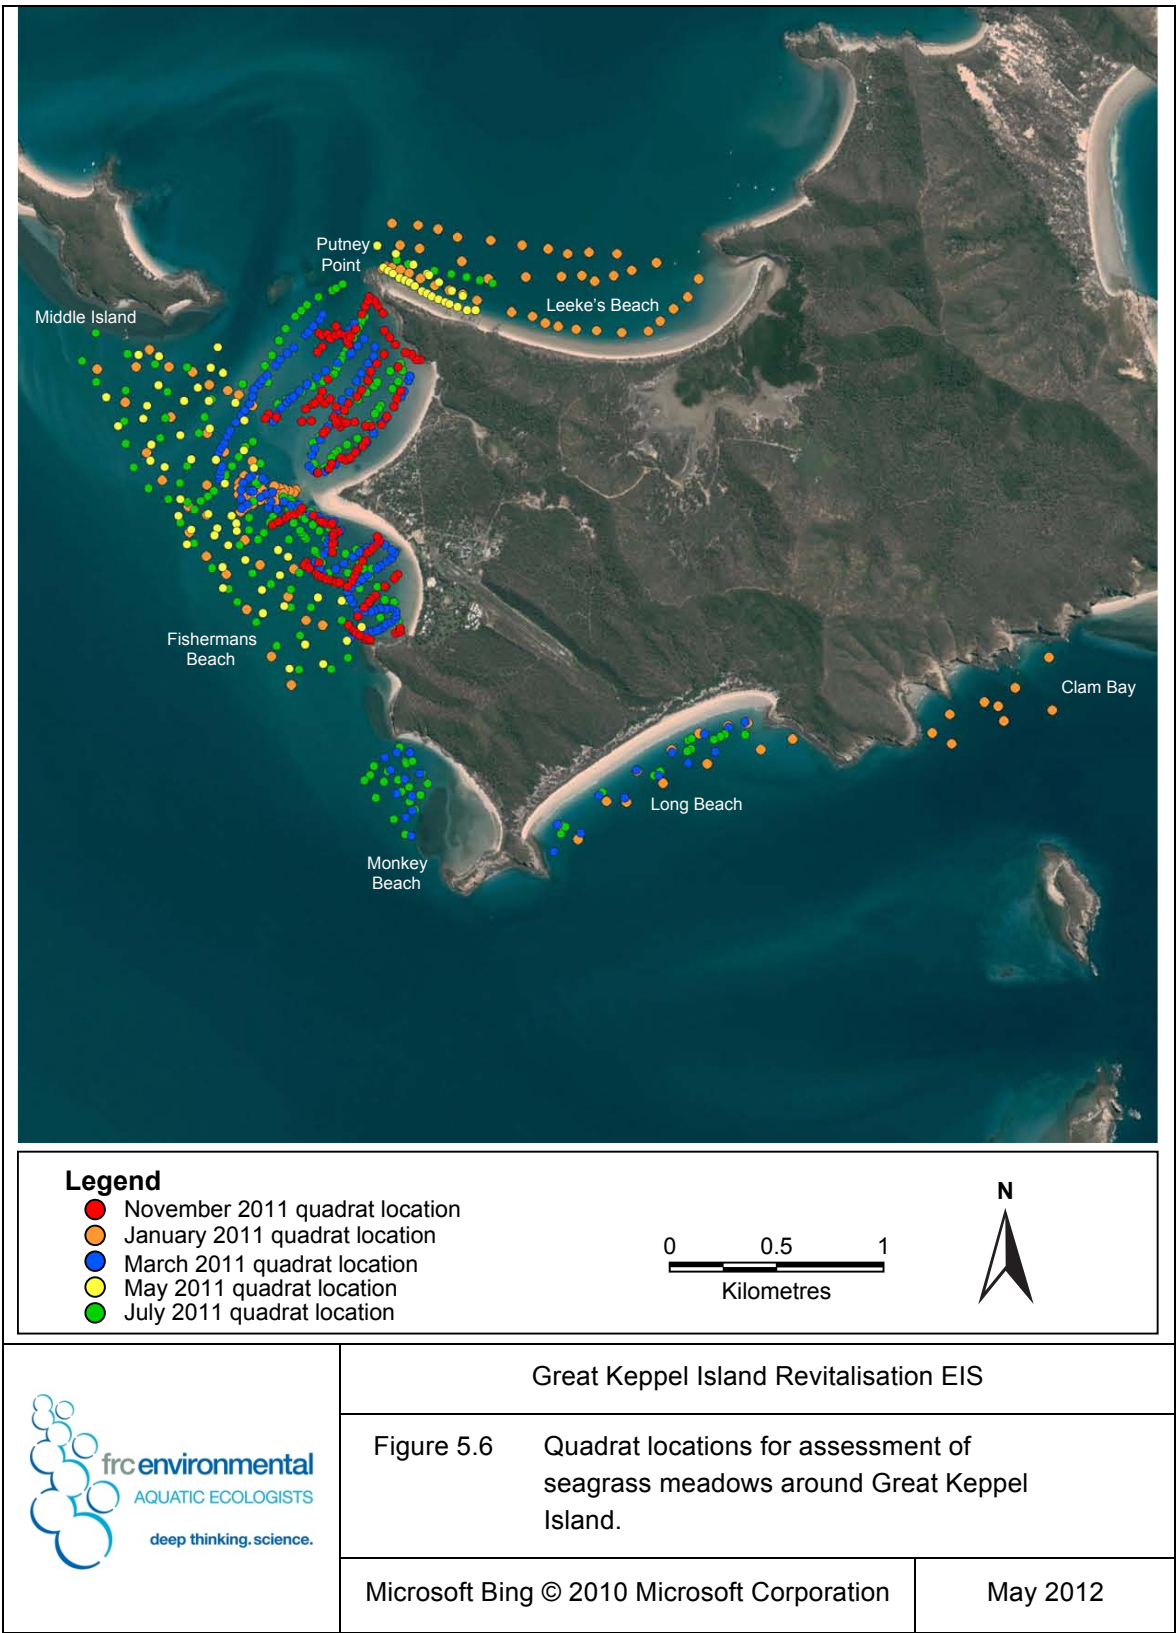 Putney
Point
Leeke's Beach
Middle Island
Fishermans
Beach
Clam Bay
Long Beach
Monkey
Beach
Legend
November 2011 quadrat location
January 2011 quadrat location
March 2011 quadrat location
May 2011 quadrat location
July 2011 quadrat location
0 0.5 1
Kilometres
N
frcenvironmental
AQUATIC ECOLOGISTS
deep thinking. science.
Great Keppel Island Revitalisation EIS
Figure 5.6 Quadrat locations for assessment of
seagrass meadows around Great Keppel
Island.
Microsoft Bing © 2010 Microsoft Corporation
May 2012